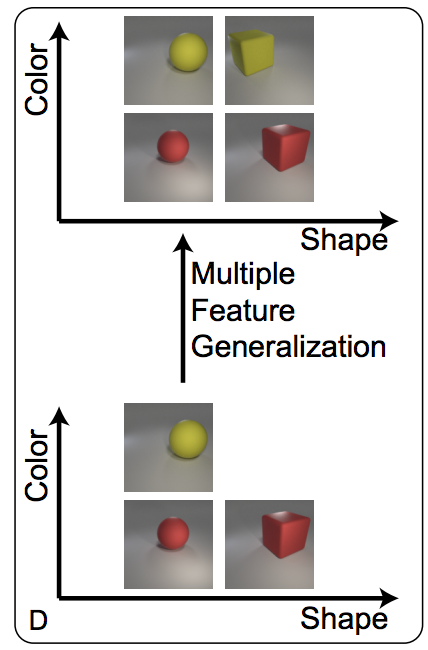 Color
Shape
Multiple
Feature
Generalization
Color
D
Shape